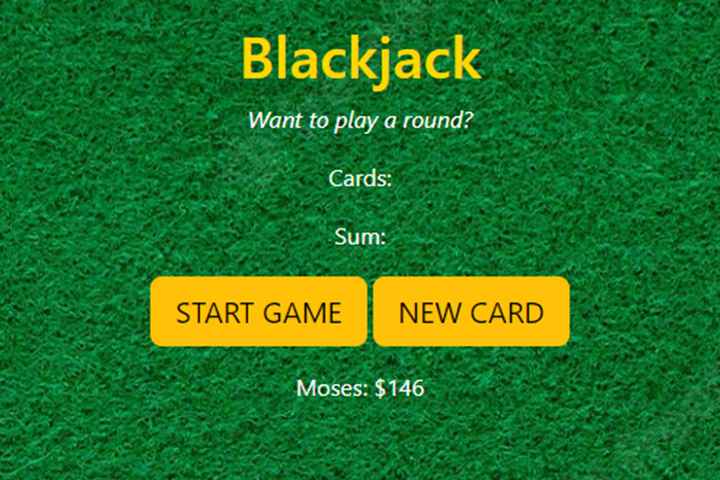 Blackjack
Want to play a round?
Cards:
Sum:
START GAME NEW CARD
Moses: $146